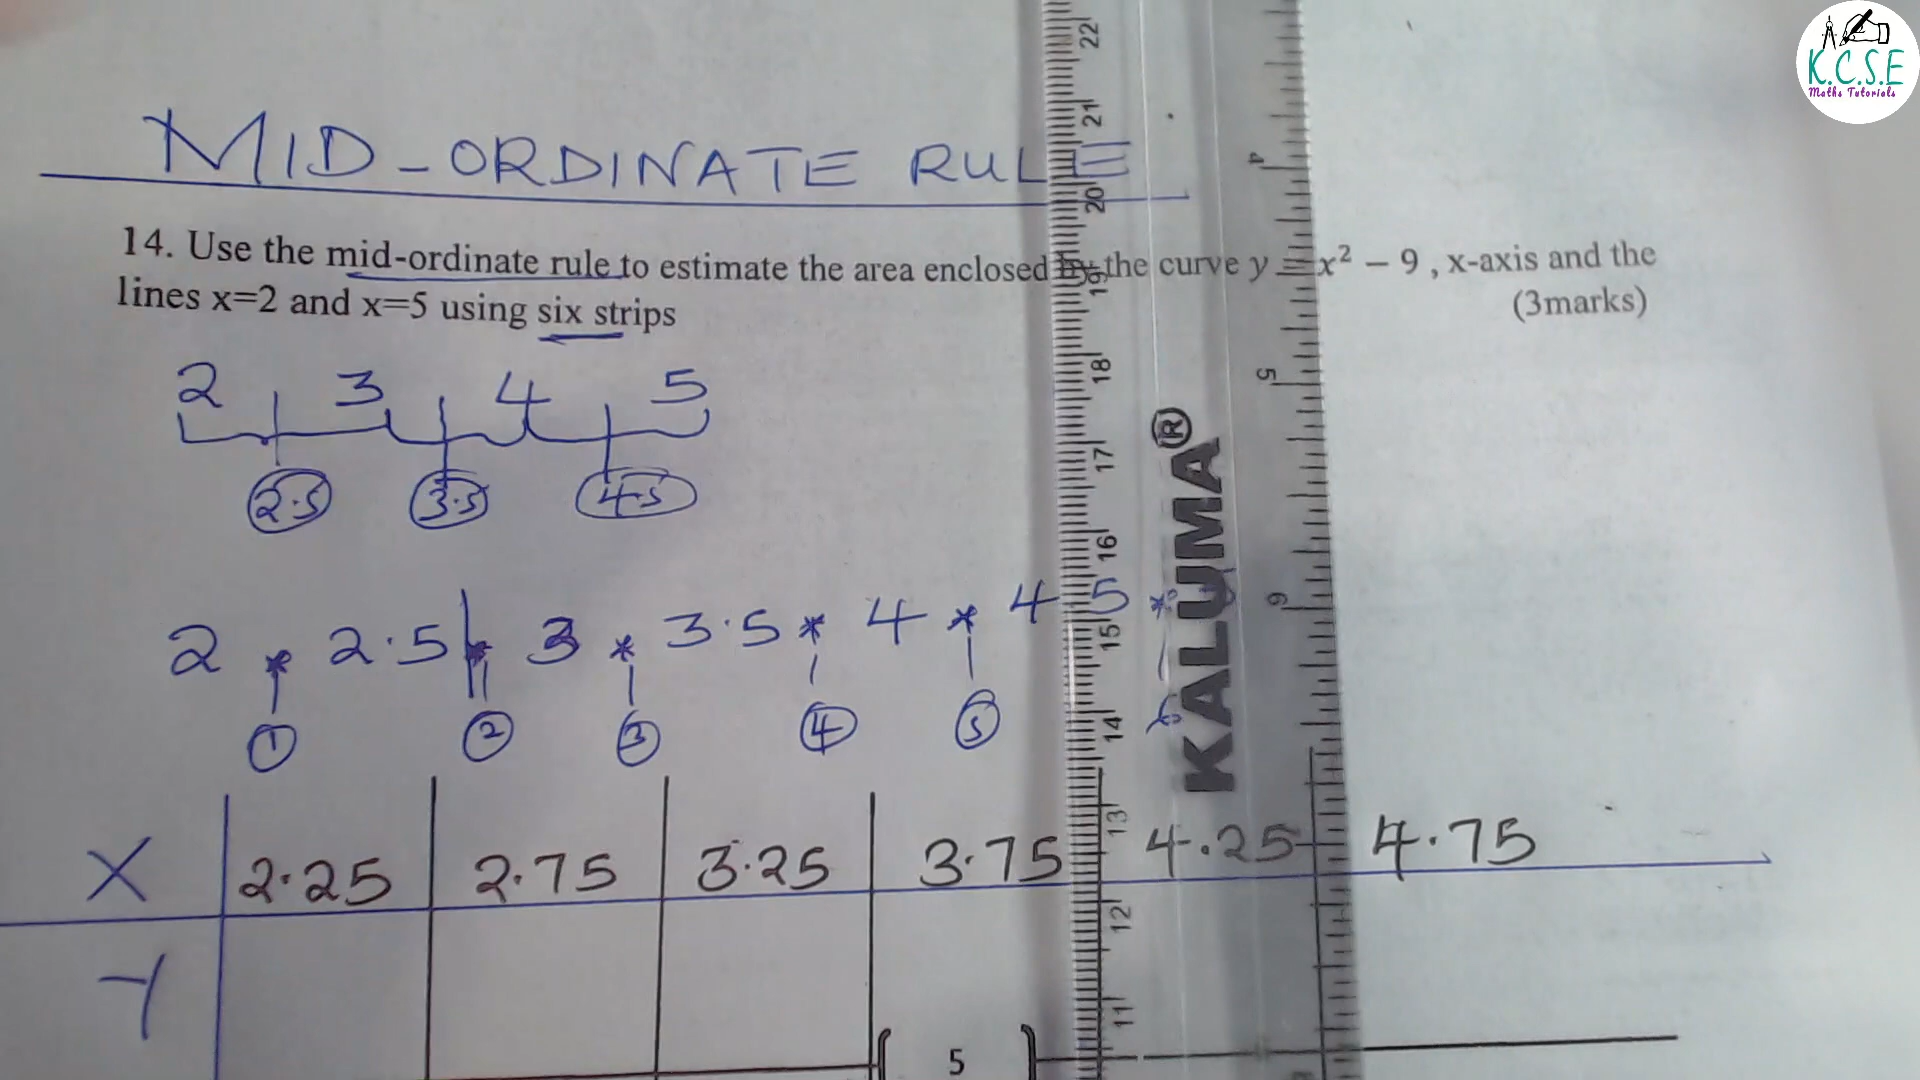 K.C.S.E
Maths Tutorials
MID-ORDINATE RULE
14. Use the mid-ordinate rule to estimate the area enclosed by the curve y = x² − 9 , x-axis and the
lines x=2 and x=5 using six strips
(3marks)
2 3 4 5
2.5 3.5 4.5
2 * 2.5 * 3 * 3.5 * 4 * 4.5 *
1 2 3 4 5
X 2.25 2.75 3.25 3.75 4.25 4.75
Y
5
KALUMA®
22
21
20
19
18
17
16
15
14
13
12
11
4
5
6